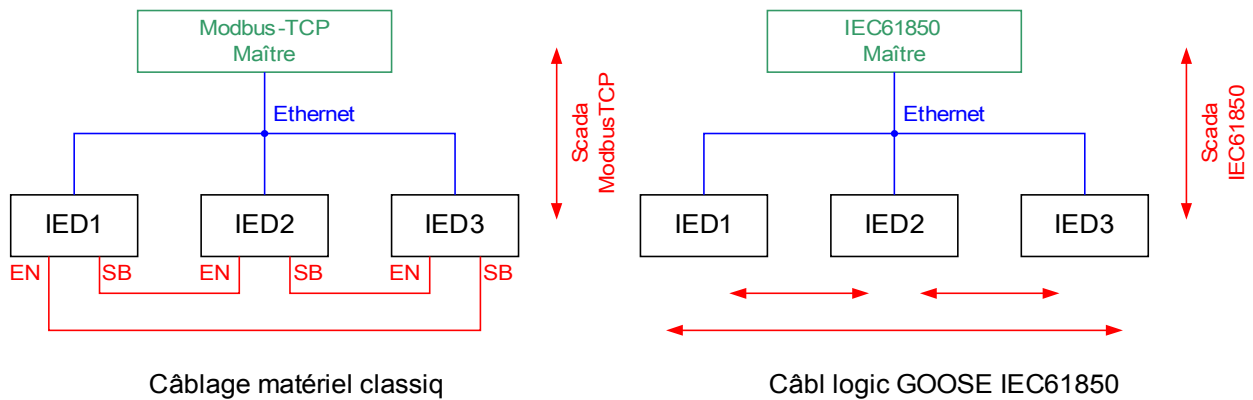 Modbus-TCP
Maître
Ethernet
Scada
ModbusTCP
IED1
IED2
IED3
EN
SB
EN
SB
EN
SB
Câblage matériel classiq
IEC61850
Maître
Ethernet
Scada
IEC61850
IED1
IED2
IED3
Câbl logic GOOSE IEC61850